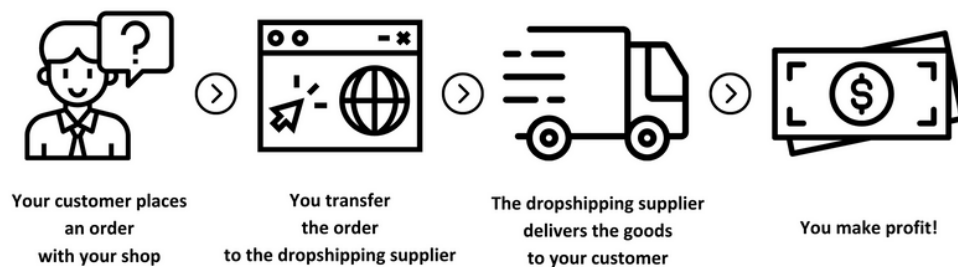 ?
$
Your customer places
an order
with your shop
You transfer
the order
to the dropshipping supplier
The dropshipping supplier
delivers the goods
to your customer
You make profit!